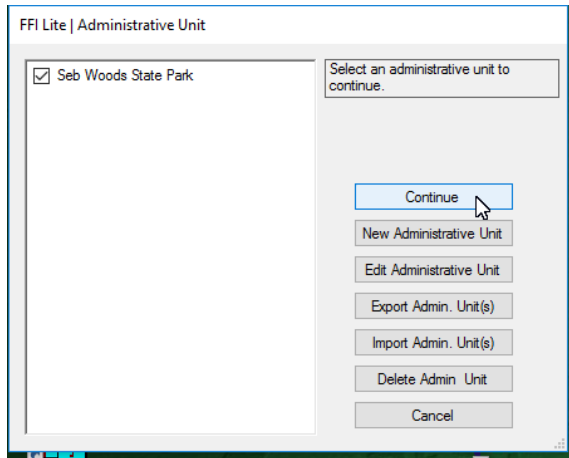 FFI Lite | Administrative Unit
Seb Woods State Park
Select an administrative unit to
continue.
Continue
New Administrative Unit
Edit Administrative Unit
Export Admin. Unit(s)
Import Admin. Unit(s)
Delete Admin Unit
Cancel